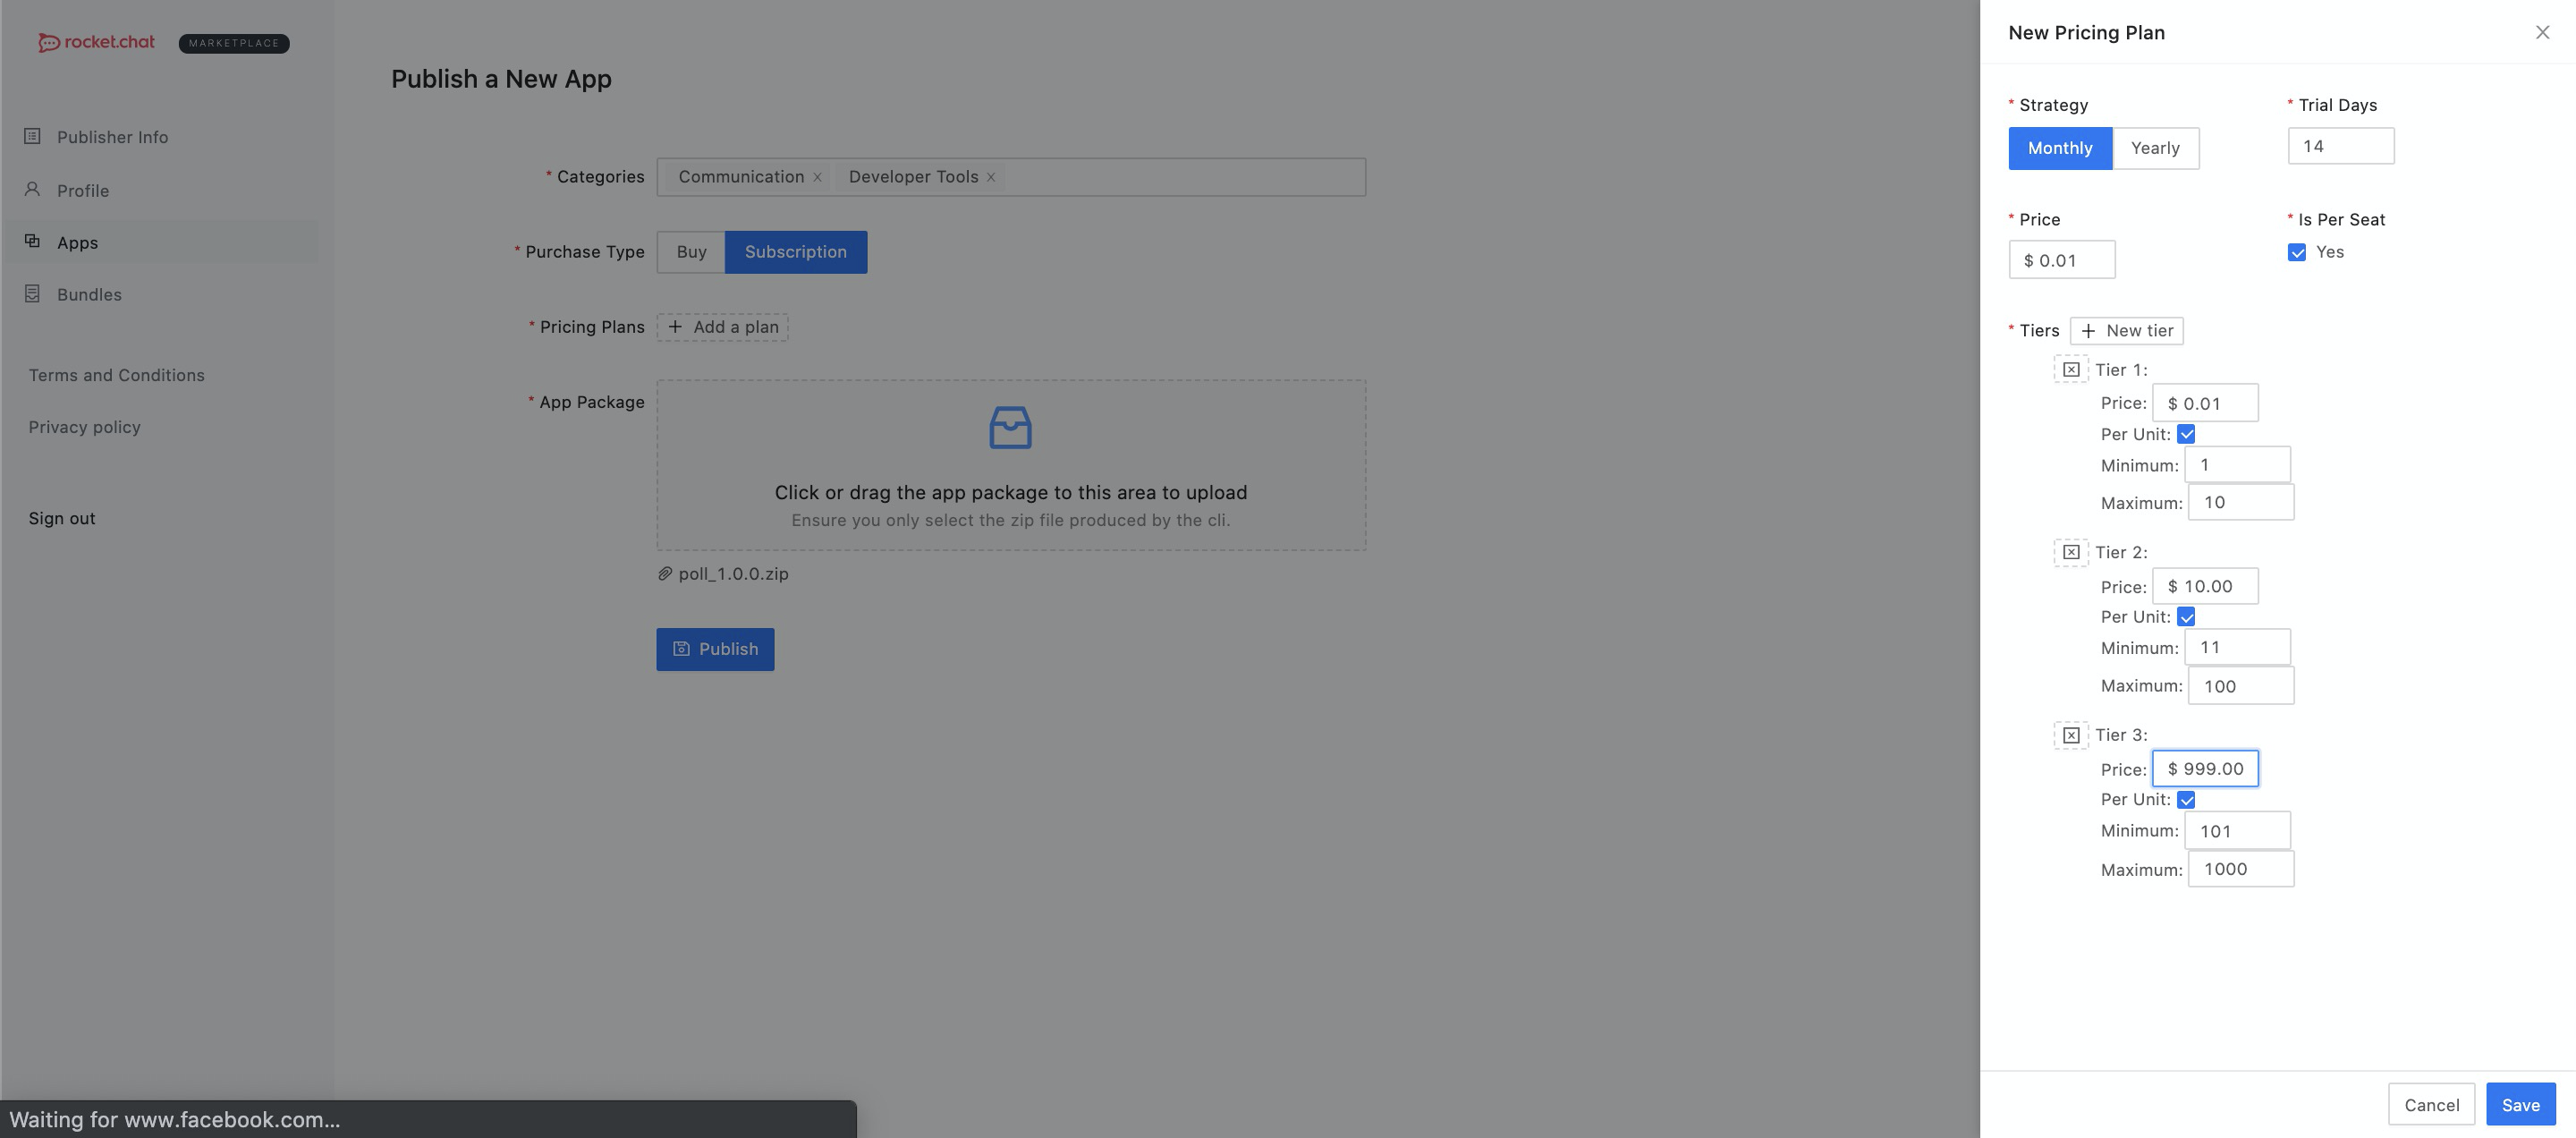 rocket.chat MARKETPLACE
Publisher Info
Profile
Apps
Bundles
Terms and Conditions
Privacy policy
Sign out
Publish a New App
* Categories Communication × Developer Tools ×
* Purchase Type Buy Subscription
* Pricing Plans + Add a plan
* App Package
Click or drag the app package to this area to upload
Ensure you only select the zip file produced by the cli.
poll_1.0.0.zip
Publish
Waiting for www.facebook.com...
New Pricing Plan
* Strategy * Trial Days
Monthly Yearly 14
* Price * Is Per Seat
$ 0.01 Yes
* Tiers + New tier
Tier 1:
Price: $ 0.01
Per Unit:
Minimum: 1
Maximum: 10
Tier 2:
Price: $ 10.00
Per Unit:
Minimum: 11
Maximum: 100
Tier 3:
Price: $ 999.00
Per Unit:
Minimum: 101
Maximum: 1000
Cancel Save